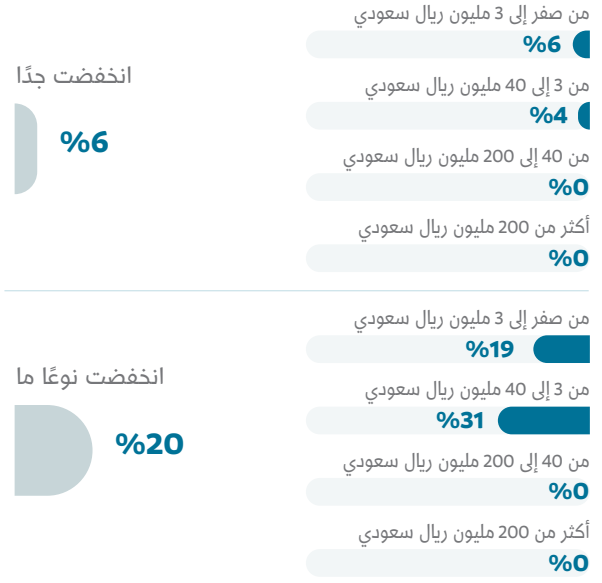 من صفر إلى 3 مليون ريال سعودي
%6
من 3 إلى 40 مليون ريال سعودي
%4
من 40 إلى 200 مليون ريال سعودي
%0
أكثر من 200 مليون ريال سعودي
%0
انخفضت جدًا
%6
من صفر إلى 3 مليون ريال سعودي
%19
من 3 إلى 40 مليون ريال سعودي
%31
من 40 إلى 200 مليون ريال سعودي
%0
أكثر من 200 مليون ريال سعودي
%0
انخفضت نوعًا ما
%20